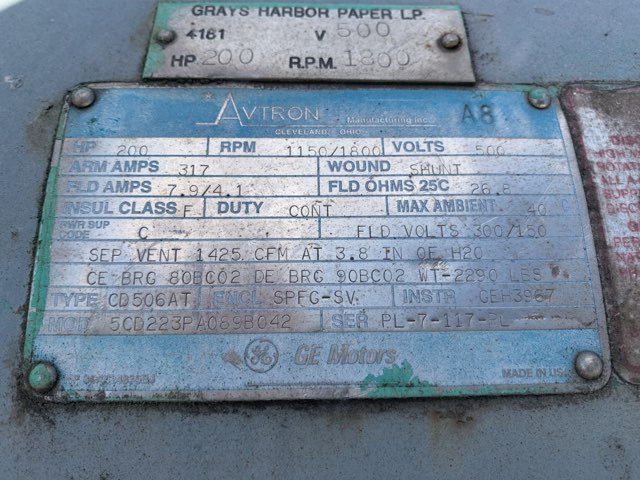 GRAYS HARBOR PAPER L.P.
4181 V 500
HP 200 R.P.M. 1800
AVTRON Manufacturing Inc. A8
CLEVELAND, OHIO
HP 200 RPM 1150/1800 VOLTS 500
ARM AMPS 317 WOUND SHUNT
FLD AMPS 7.9/4.1 FLD OHMS 25C 26.8
INSUL CLASS F DUTY CONT MAX AMBIENT 40
PWR SUP CODE C FLD VOLTS 300/150
SEP VENT 1425 CFM AT 3.8 IN OF H2O
CE BRG 80BC02 DE BRG 90BC02 WT-2290 LBS
TYPE CD506AT ENCL SPFG-SV INSTR GEH3967
MOD 5CD223PA089B042 SER PL-7-117-PL
GE GE Motors
MADE IN USA